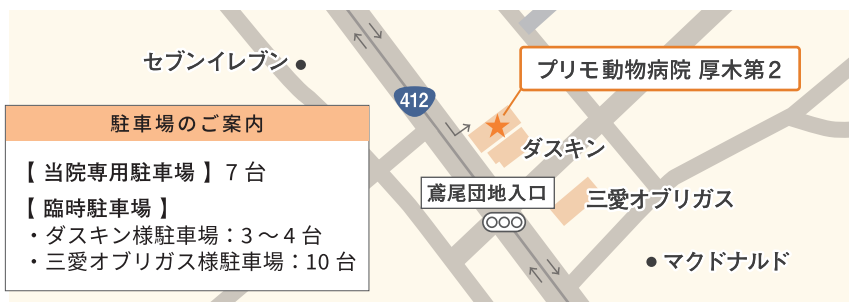 セブンイレブン
プリモ動物病院 厚木第2
412
駐車場のご案内
ダスキン
【 当院専用駐車場 】 7 台
鳶尾団地入口
三愛オブリガス
【 臨時駐車場 】
・ダスキン様駐車場：3 〜 4 台
・三愛オブリガス様駐車場：10 台
マクドナルド